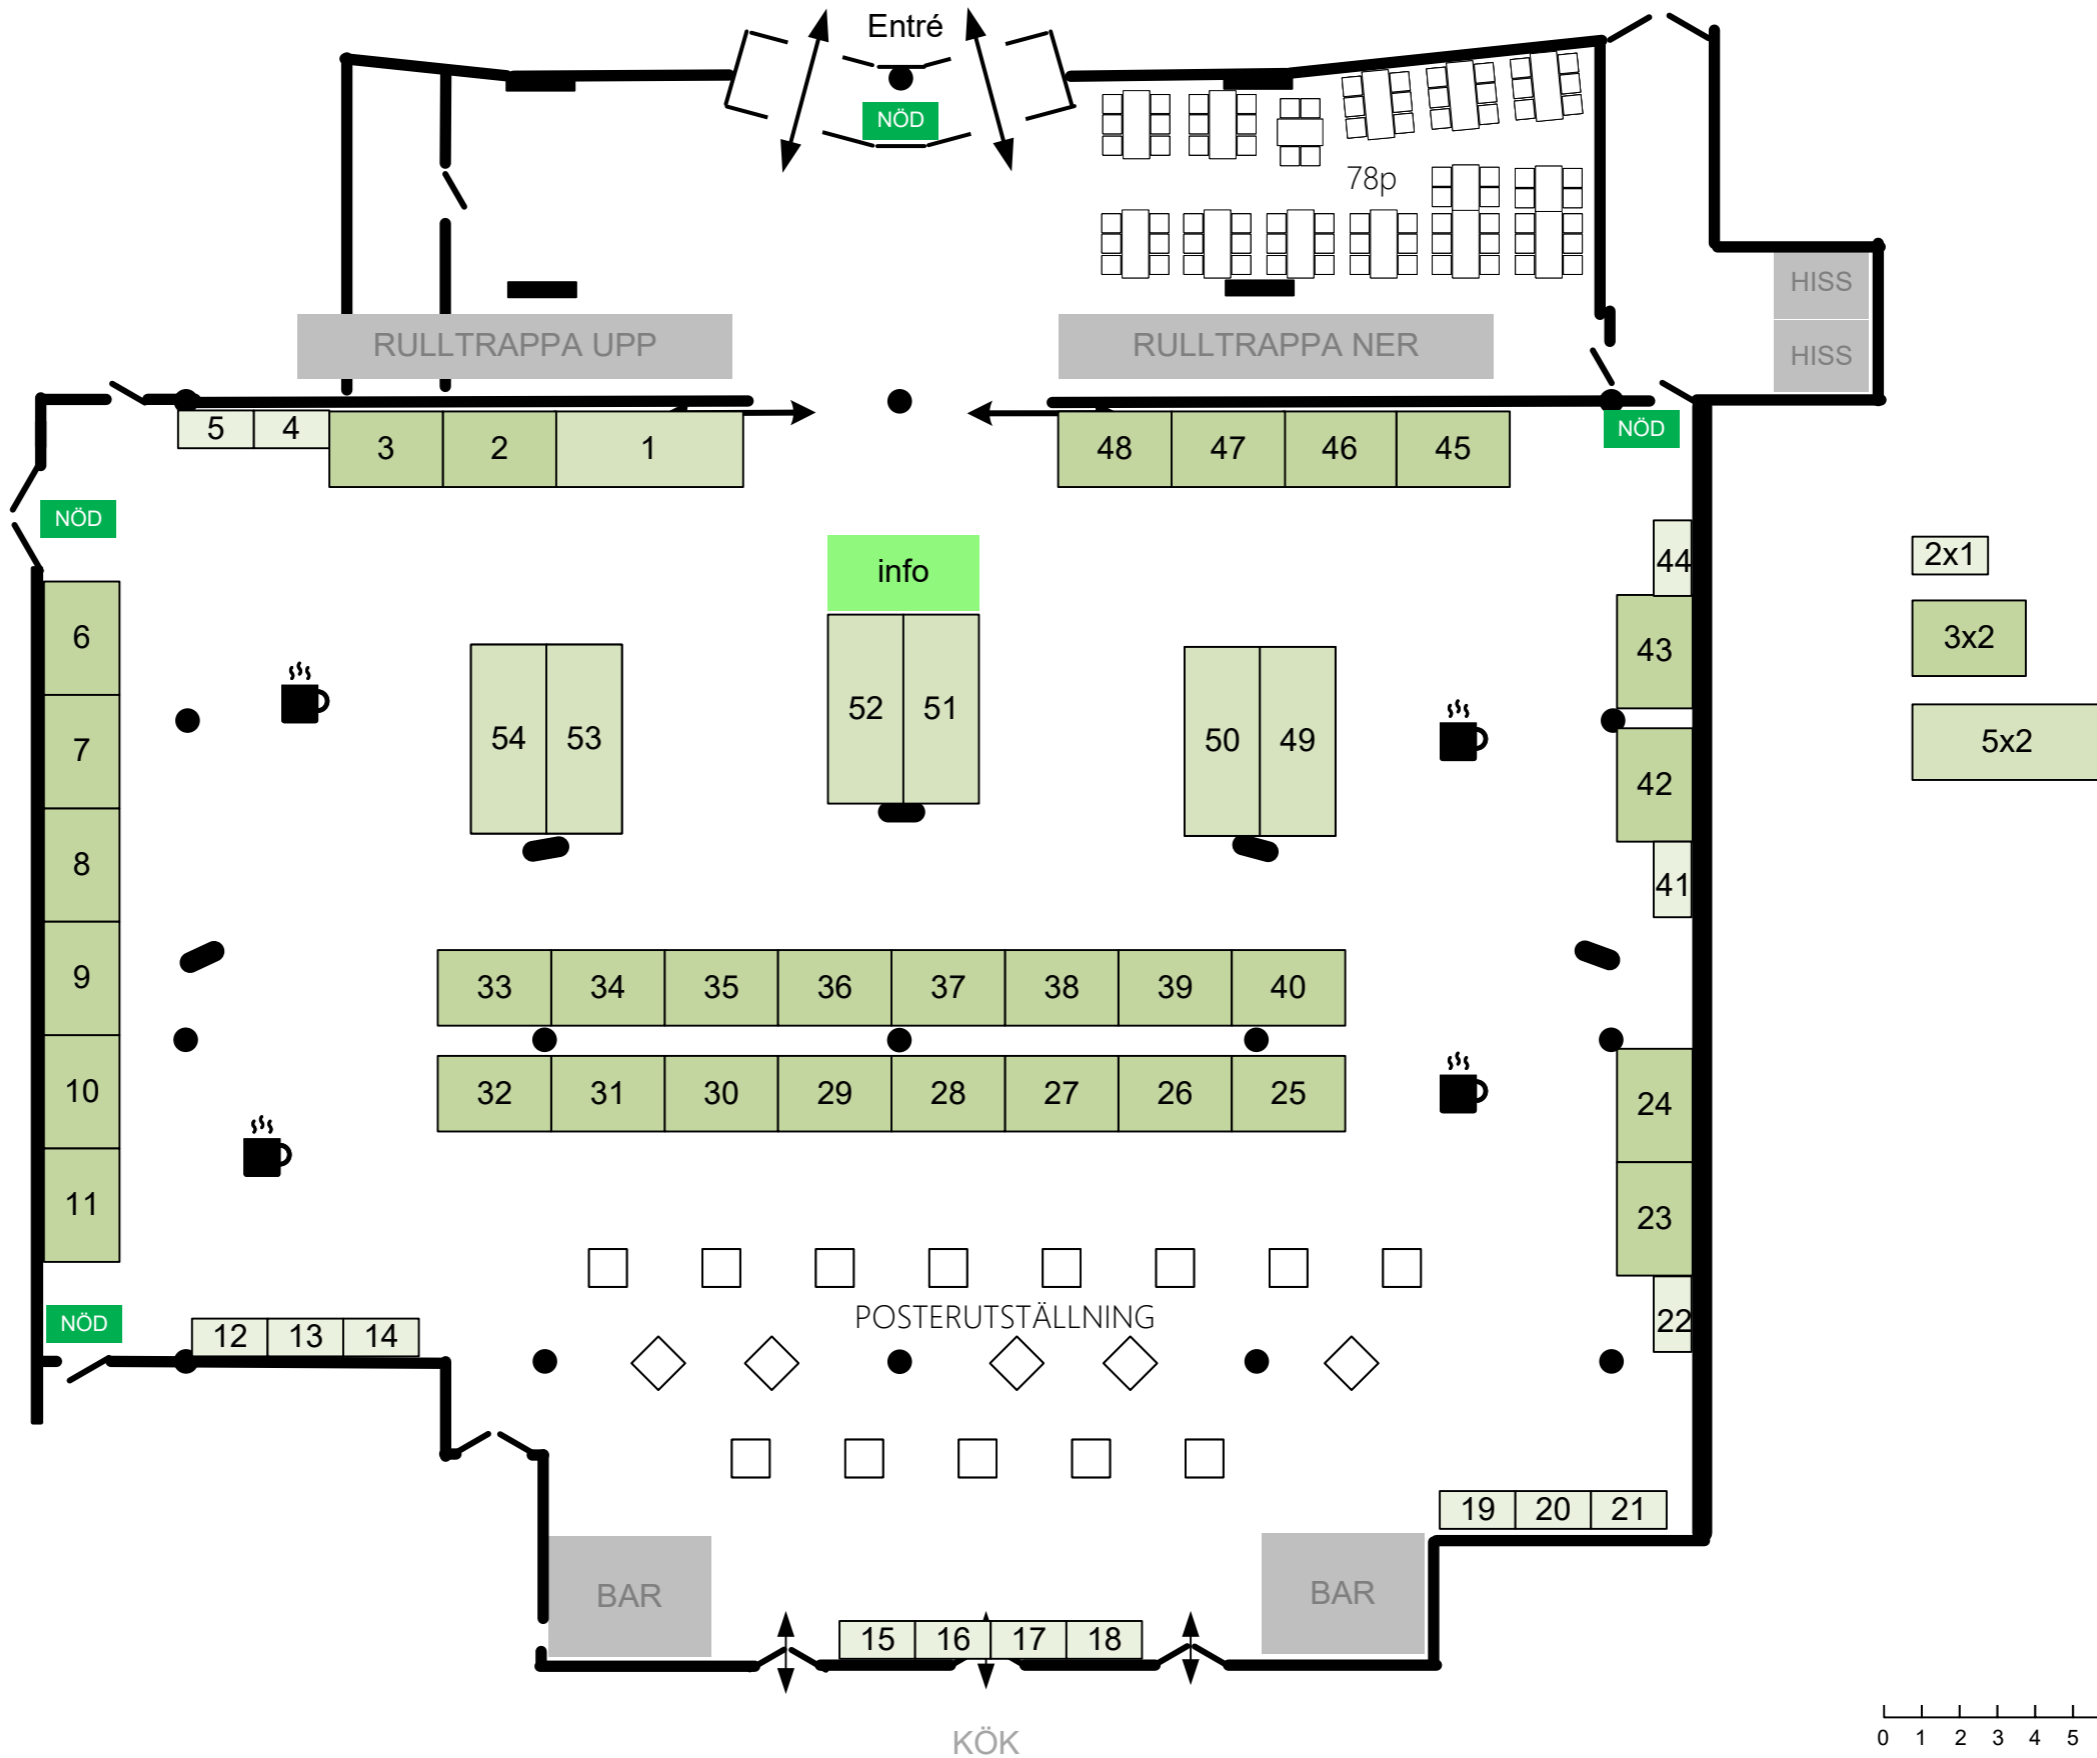 Entré
NÖD
78p
HISS
RULLTRAPPA UPP
RULLTRAPPA NER
HISS
5 4 3 2 1
48 47 46 45
NÖD
NÖD
info
44
2x1
6
43
3x2
7
54 53
52 51
50 49
42
5x2
8
41
9
33 34 35 36 37 38 39 40
10
32 31 30 29 28 27 26 25
24
11
23
NÖD
12 13 14
POSTERUTSTÄLLNING
22
19 20 21
BAR
BAR
15 16 17 18
KÖK
0 1 2 3 4 5